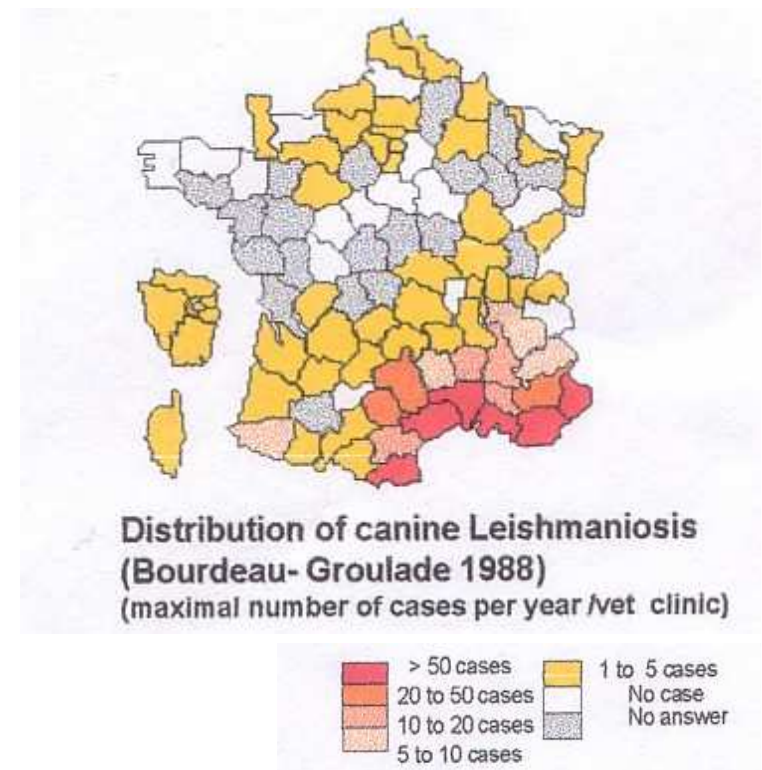 Distribution of canine Leishmaniosis
(Bourdeau- Groulade 1988)
(maximal number of cases per year /vet clinic)
> 50 cases
20 to 50 cases
10 to 20 cases
5 to 10 cases
1 to 5 cases
No case
No answer